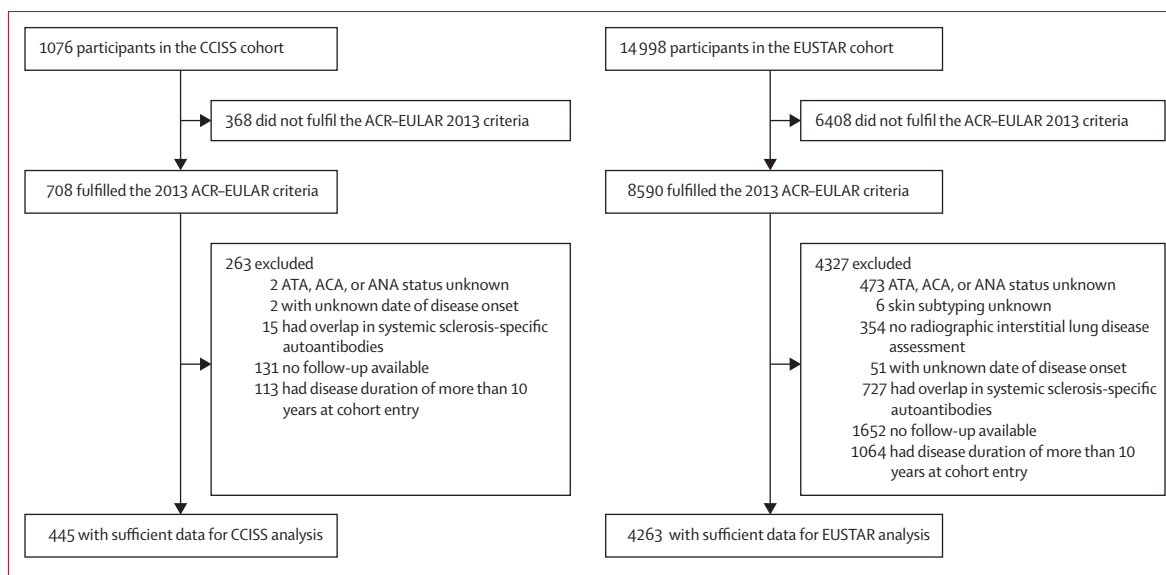 1076 participants in the CCISS cohort
368 did not fulfil the ACR–EULAR 2013 criteria
708 fulfilled the 2013 ACR–EULAR criteria
263 excluded
2 ATA, ACA, or ANA status unknown
2 with unknown date of disease onset
15 had overlap in systemic sclerosis-specific
autoantibodies
131 no follow-up available
113 had disease duration of more than 10
years at cohort entry
445 with sufficient data for CCISS analysis
14 998 participants in the EUSTAR cohort
6408 did not fulfil the ACR–EULAR 2013 criteria
8590 fulfilled the 2013 ACR–EULAR criteria
4327 excluded
473 ATA, ACA, or ANA status unknown
6 skin subtyping unknown
354 no radiographic interstitial lung disease
assessment
51 with unknown date of disease onset
727 had overlap in systemic sclerosis-specific
autoantibodies
1652 no follow-up available
1064 had disease duration of more than 10
years at cohort entry
4263 with sufficient data for EUSTAR analysis